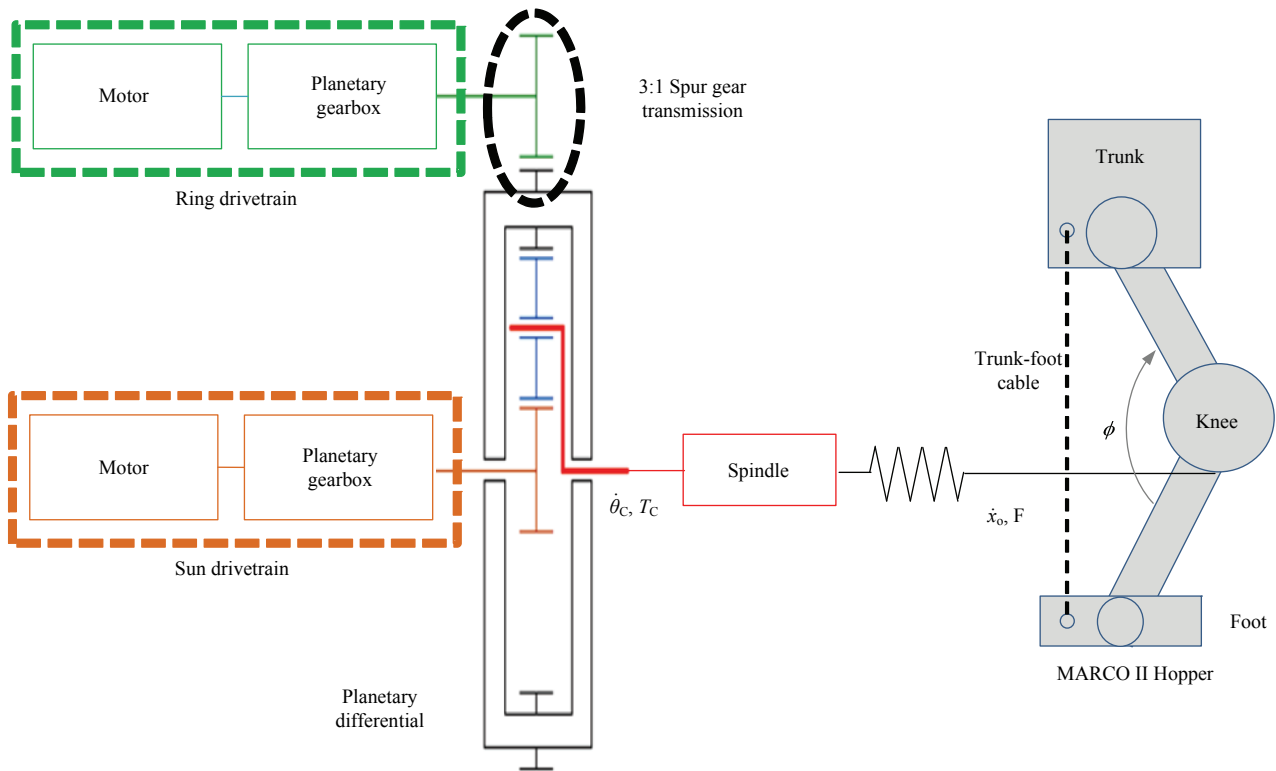 Motor
Planetary
gearbox
Ring drivetrain
3:1 Spur gear
transmission
Trunk
Trunk-foot
cable
ϕ
Knee
Motor
Planetary
gearbox
Sun drivetrain
θ̇C, TC
Spindle
ẋo, F
Foot
MARCO II Hopper
Planetary
differential